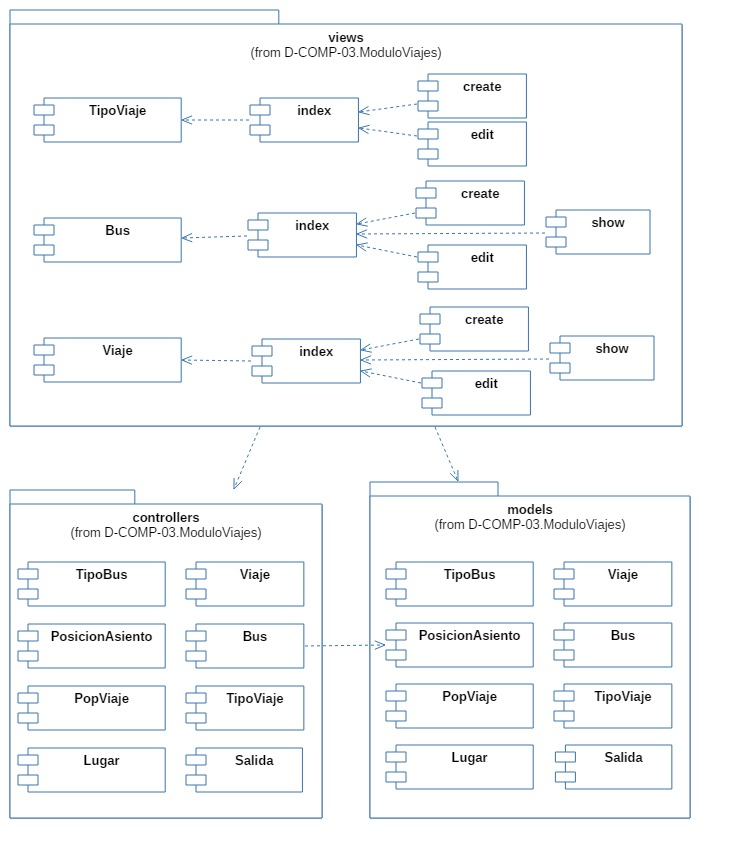 views
(from D-COMP-03.ModuloViajes)
TipoViaje
index
create
edit
Bus
index
create
show
edit
Viaje
index
create
show
edit
controllers
(from D-COMP-03.ModuloViajes)
TipoBus
Viaje
PosicionAsiento
Bus
PopViaje
TipoViaje
Lugar
Salida
models
(from D-COMP-03.ModuloViajes)
TipoBus
Viaje
PosicionAsiento
Bus
PopViaje
TipoViaje
Lugar
Salida